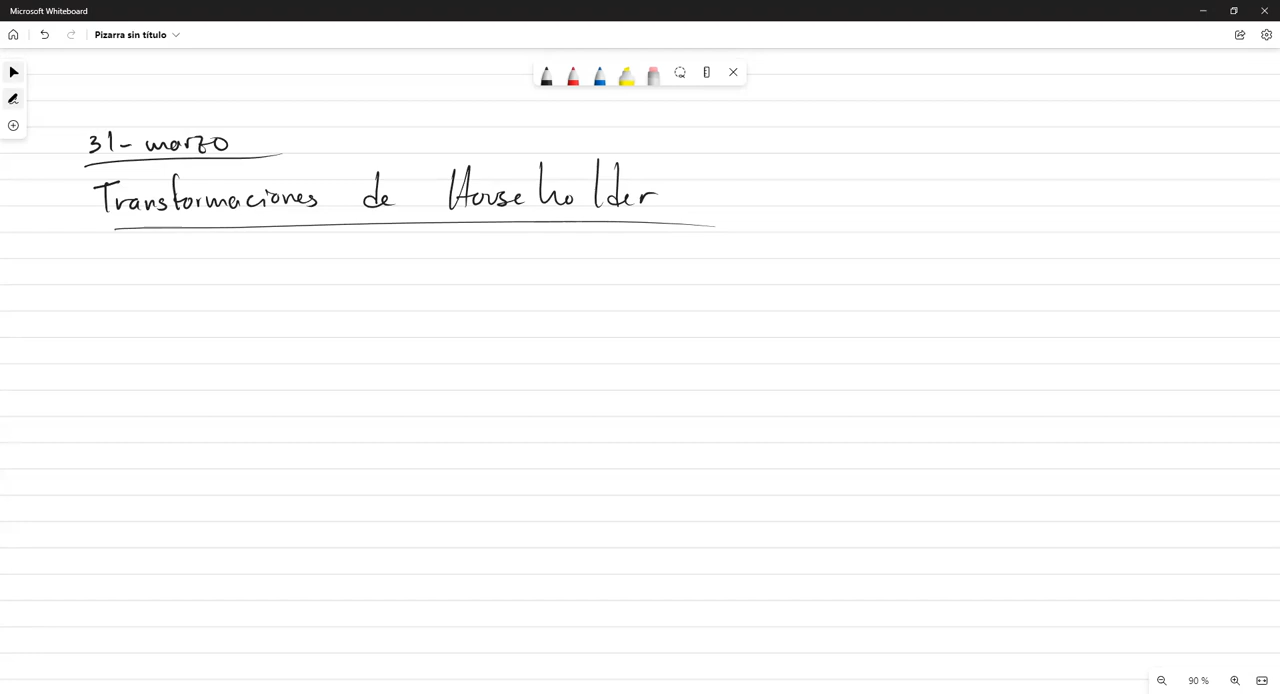 Microsoft Whiteboard
Pizarra sin título
31- marzo
Transformaciones de Householder
90 %